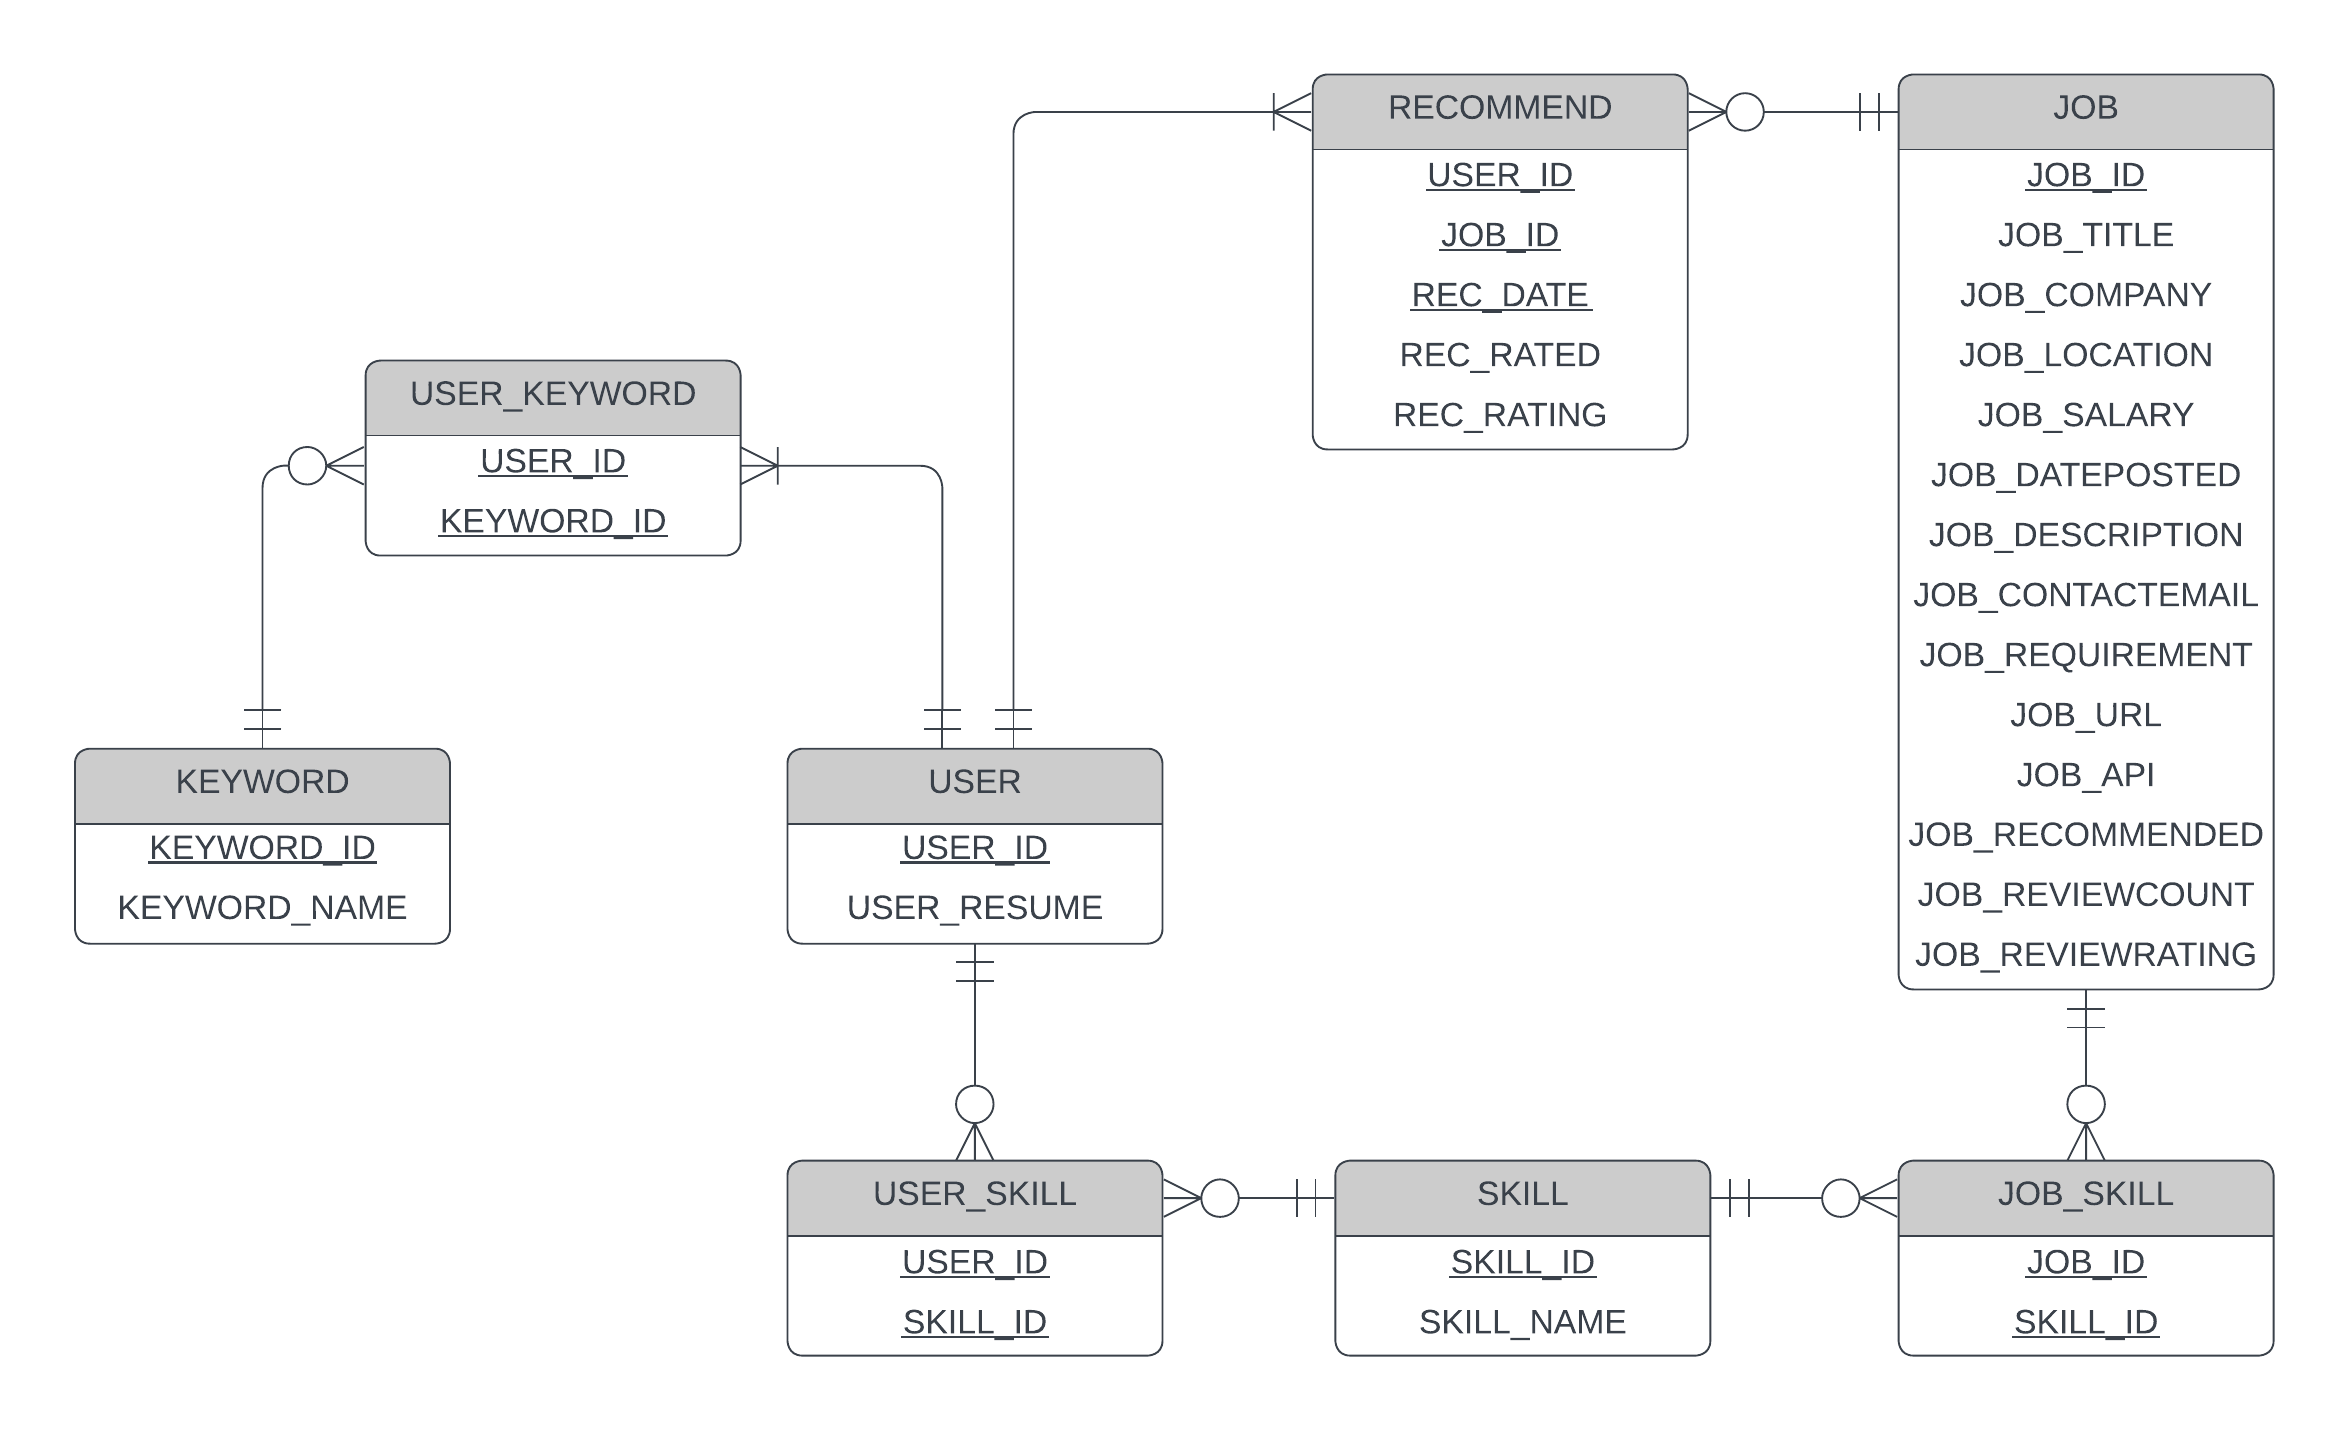 RECOMMEND
USER_ID
JOB_ID
REC_DATE
REC_RATED
REC_RATING
JOB
JOB_ID
JOB_TITLE
JOB_COMPANY
JOB_LOCATION
JOB_SALARY
JOB_DATEPOSTED
JOB_DESCRIPTION
JOB_CONTACTEMAIL
JOB_REQUIREMENT
JOB_URL
JOB_API
JOB_RECOMMENDED
JOB_REVIEWCOUNT
JOB_REVIEWRATING
USER_KEYWORD
USER_ID
KEYWORD_ID
KEYWORD
KEYWORD_ID
KEYWORD_NAME
USER
USER_ID
USER_RESUME
USER_SKILL
USER_ID
SKILL_ID
SKILL
SKILL_ID
SKILL_NAME
JOB_SKILL
JOB_ID
SKILL_ID